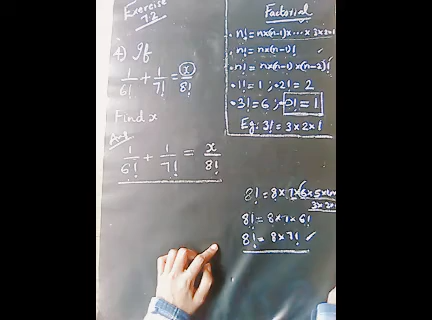 Exercise
7.2
4) If
1/6! + 1/7! = x/8!
Find x
Ans
1/6! + 1/7! = x/8!
Factorial
• n! = n×(n-1)×...× 3×2×1
• n! = n×(n-1)! ✓
• n! = n×(n-1)×(n-2)!
• 1! = 1 ; • 2! = 2
• 3! = 6 ; • 0! = 1
Eg: 3! = 3×2×1
8! = 8×7×(6×5×4×
3×2×
8! = 8×7×6!
8! = 8×7! ✓